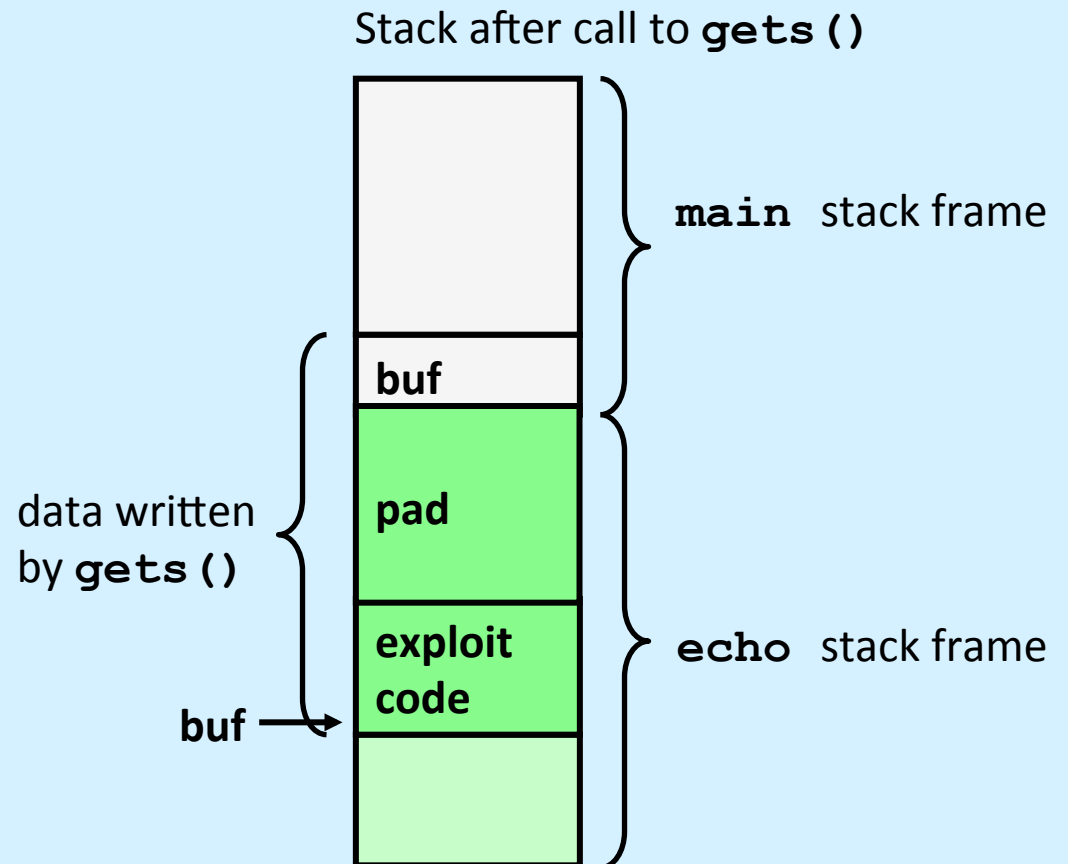 Stack after call to gets()
main stack frame
buf
pad
data written
by gets()
exploit
code
echo stack frame
buf